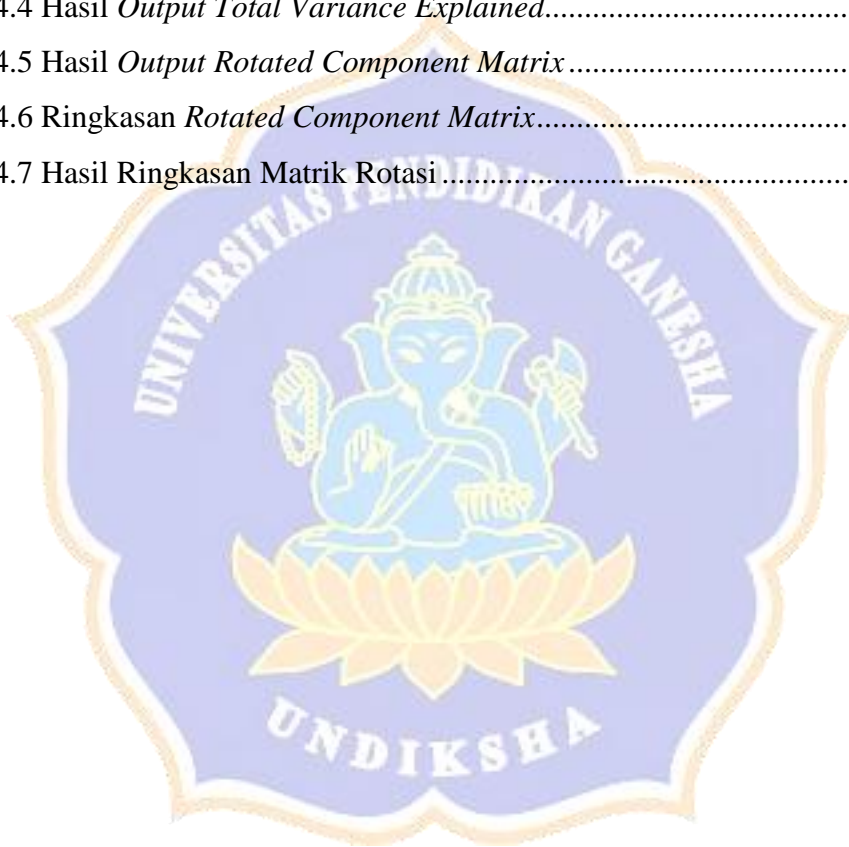 4.4 Hasil Output Total Variance Explained................................
4.5 Hasil Output Rotated Component Matrix................................
4.6 Ringkasan Rotated Component Matrix................................
4.7 Hasil Ringkasan Matrik Rotasi................................
UNIVERSITAS PENDIDIKAN GANESHA
UNDIKSHA